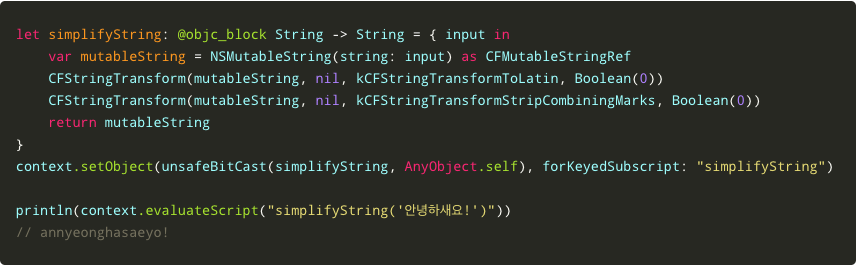 let simplifyString: @objc_block String -> String = { input in
    var mutableString = NSMutableString(string: input) as CFMutableStringRef
    CFStringTransform(mutableString, nil, kCFStringTransformToLatin, Boolean(0))
    CFStringTransform(mutableString, nil, kCFStringTransformStripCombiningMarks, Boolean(0))
    return mutableString
}
context.setObject(unsafeBitCast(simplifyString, AnyObject.self), forKeyedSubscript: "simplifyString")

println(context.evaluateScript("simplifyString('안녕하새요!')"))
// annyeonghasaeyo!